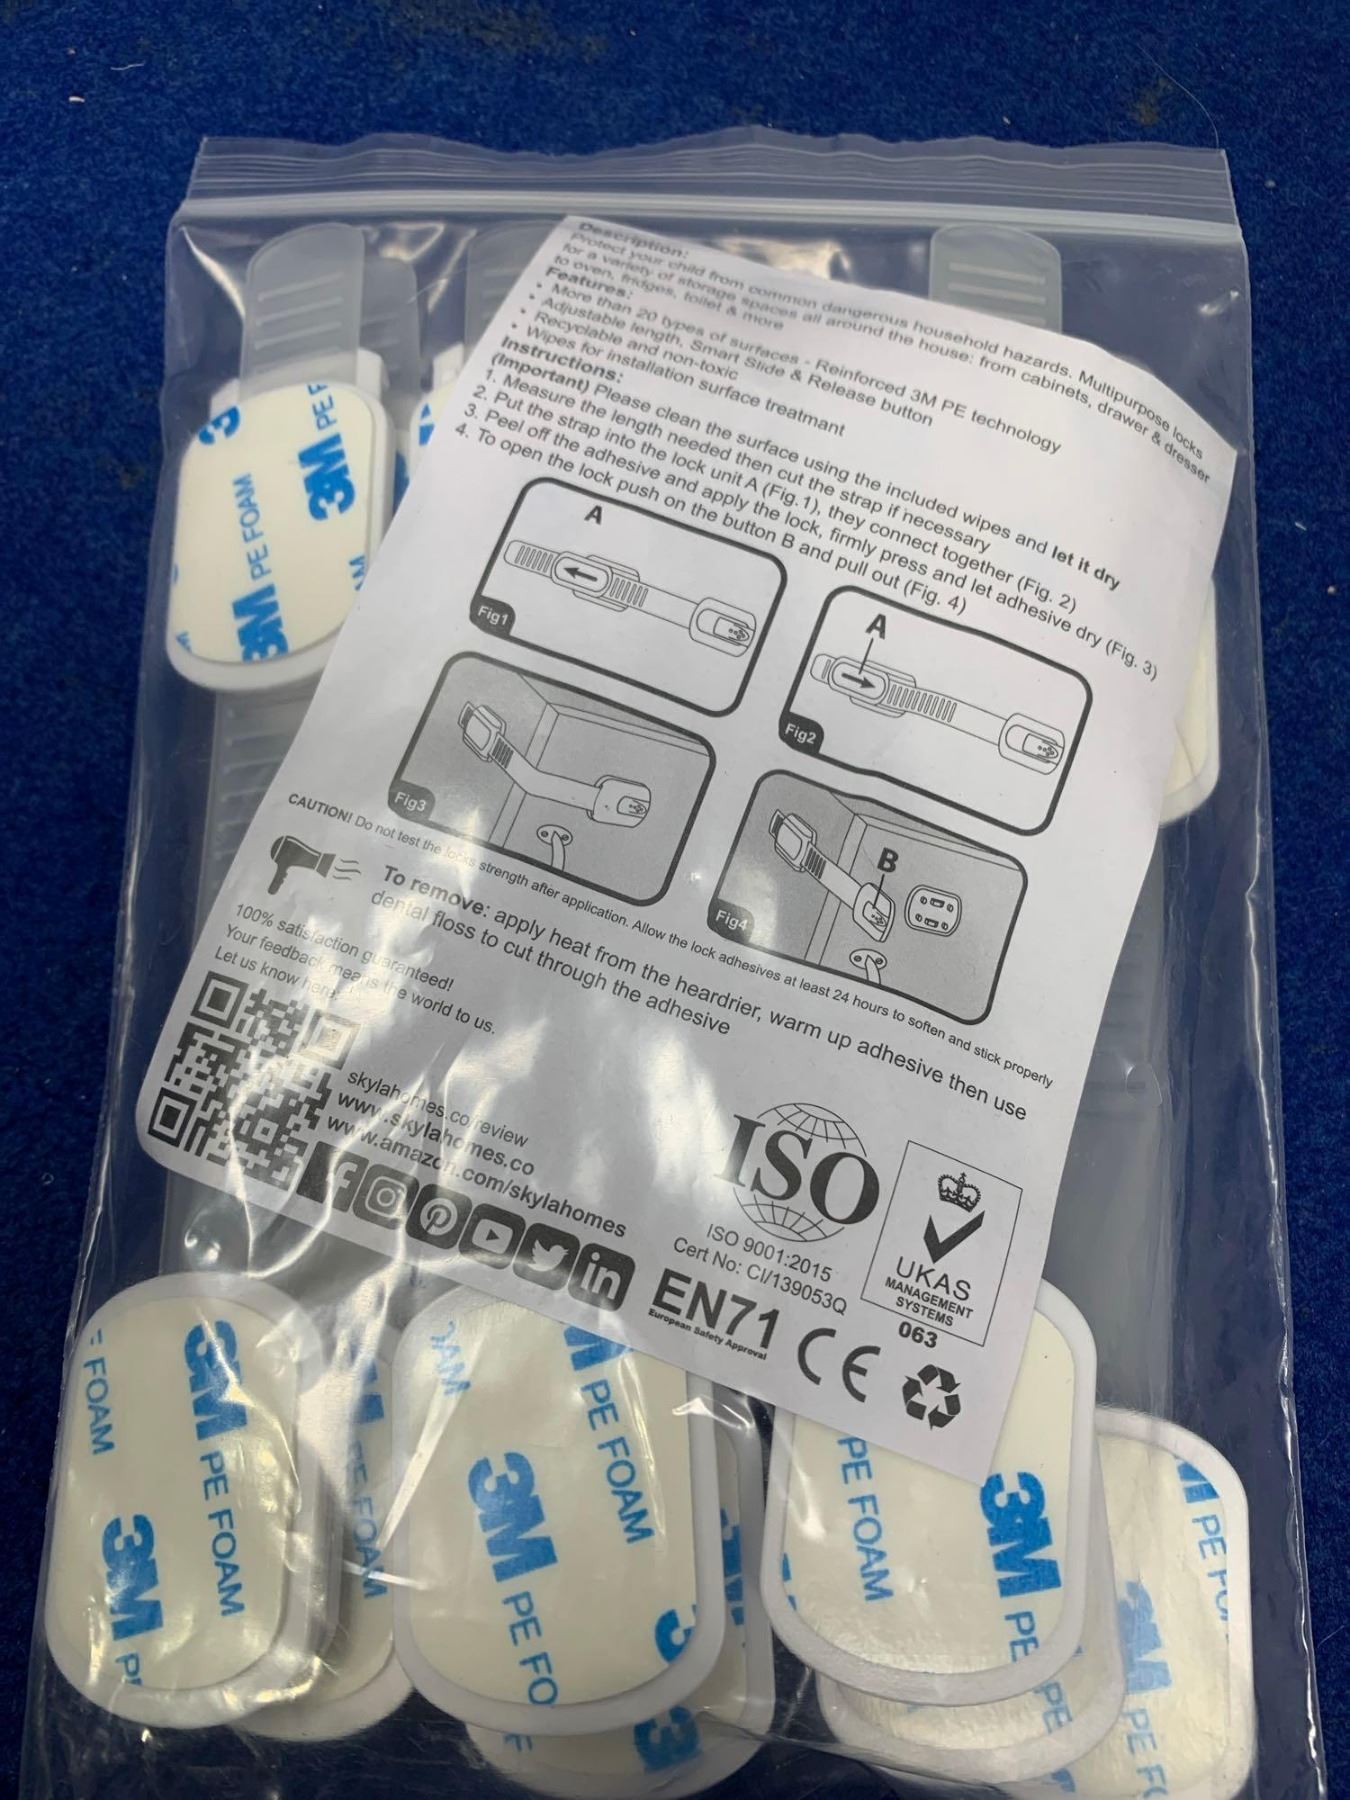 Description:
Protect your child from common dangerous household hazards. Multipurpose locks
for a variety of storage spaces all around the house: from cabinets, drawer & dresser
to oven, fridges, toilet & more
Features:
• More than 20 types of surfaces - Reinforced 3M PE technology
• Adjustable length, Smart Slide & Release button
• Recyclable and non-toxic
• Wipes for installation surface treatmant
Instructions:
(Important) Please clean the surface using the included wipes and let it dry
1. Measure the length needed then cut the strap if necessary
2. Put the strap into the lock unit A (Fig.1), they connect together (Fig. 2)
3. Peel off the adhesive and apply the lock, firmly press and let adhesive dry (Fig. 3)
4. To open the lock push on the button B and pull out (Fig. 4)
A
Fig1
A
Fig2
Fig3
B
Fig4
CAUTION! Do not test the locks strength after application. Allow the lock adhesives at least 24 hours to soften and stick properly
To remove: apply heat from the heardrier, warm up adhesive then use
dental floss to cut through the adhesive
100% satisfaction guaranteed!
Your feedback means the world to us.
Let us know here:
skylahomes.co/review
www.skylahomes.co
www.amazon.com/skylahomes
ISO
ISO 9001:2015
Cert No: CI/139053Q
UKAS
MANAGEMENT
SYSTEMS
063
EN71
European Safety Approval
CE
3M PE FOAM
3M PE F
FOAM
3M PE FOAM
3M P
PE FOAM
3M PE FO
PE FOAM
3M PE
3M PE F